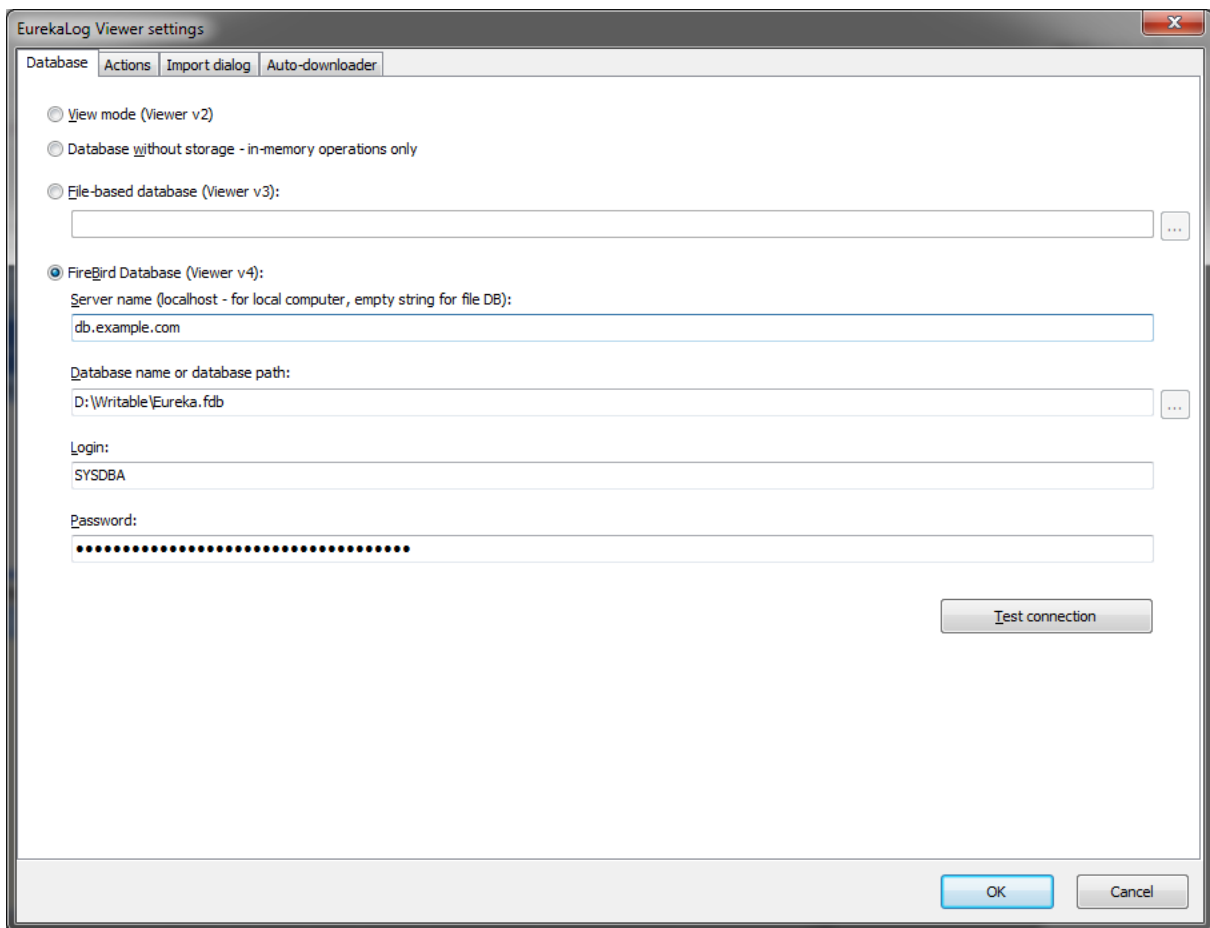 EurekaLog Viewer settings
Database Actions Import dialog Auto-downloader
View mode (Viewer v2)
Database without storage - in-memory operations only
File-based database (Viewer v3):
...
FireBird Database (Viewer v4):
Server name (localhost - for local computer, empty string for file DB):
db.example.com
Database name or database path:
D:\Writable\Eureka.fdb
...
Login:
SYSDBA
Password:
••••••••••••••••••••••••••••••••••••
Test connection
OK Cancel